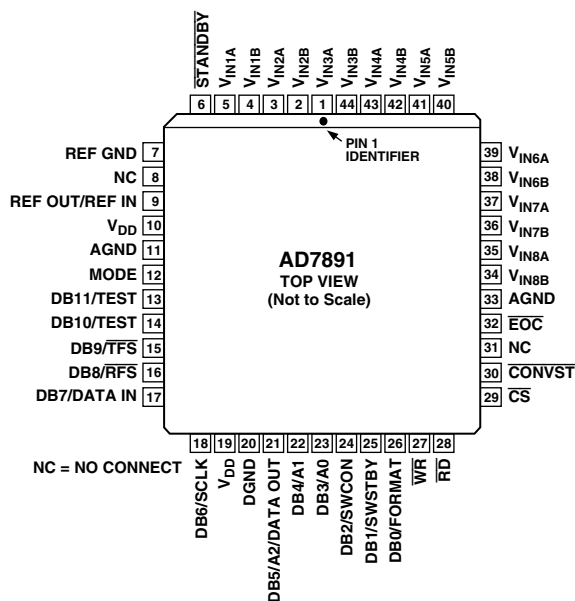 STANDBY
VIN1A
VIN1B
VIN2A
VIN2B
VIN3A
VIN3B
VIN4A
VIN4B
VIN5A
VIN5B
6 5 4 3 2 1 44 43 42 41 40
PIN 1
IDENTIFIER
REF GND 7
NC 8
REF OUT/REF IN 9
VDD 10
AGND 11
MODE 12
DB11/TEST 13
DB10/TEST 14
DB9/TFS 15
DB8/RFS 16
DB7/DATA IN 17
AD7891
TOP VIEW
(Not to Scale)
39 VIN6A
38 VIN6B
37 VIN7A
36 VIN7B
35 VIN8A
34 VIN8B
33 AGND
32 EOC
31 NC
30 CONVST
29 CS
18 19 20 21 22 23 24 25 26 27 28
NC = NO CONNECT
DB6/SCLK
VDD
DGND
DB5/A2/DATA OUT
DB4/A1
DB3/A0
DB2/SWCON
DB1/SWSTBY
DB0/FORMAT
WR
RD